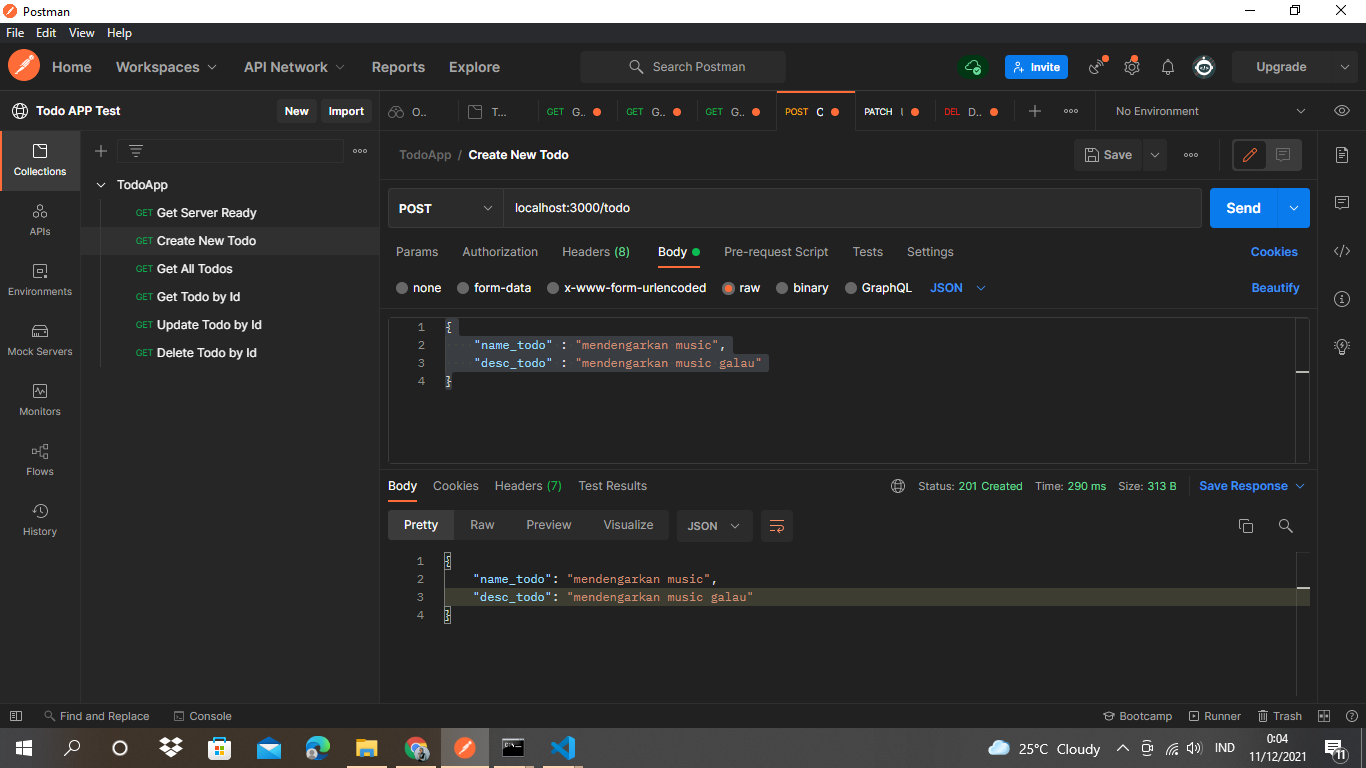 Postman
File Edit View Help
Home Workspaces API Network Reports Explore Search Postman Invite Upgrade
Todo APP Test New Import O.. T... GET G.. GET G.. GET G.. POST C PATCH DEL D.. No Environment
Collections
APIs
Environments
Mock Servers
Monitors
Flows
History
TodoApp
GET Get Server Ready
GET Create New Todo
GET Get All Todos
GET Get Todo by Id
GET Update Todo by Id
GET Delete Todo by Id
TodoApp / Create New Todo Save
POST localhost:3000/todo Send
Params Authorization Headers (8) Body Pre-request Script Tests Settings Cookies
none form-data x-www-form-urlencoded raw binary GraphQL JSON Beautify
1 {
2 "name_todo" : "mendengarkan music",
3 "desc_todo" : "mendengarkan music galau"
4 }
Body Cookies Headers (7) Test Results Status: 201 Created Time: 290 ms Size: 313 B Save Response
Pretty Raw Preview Visualize JSON
1 {
2 "name_todo": "mendengarkan music",
3 "desc_todo": "mendengarkan music galau"
4 }
Find and Replace Console Bootcamp Runner Trash
25°C Cloudy IND 0:04
11/12/2021
11